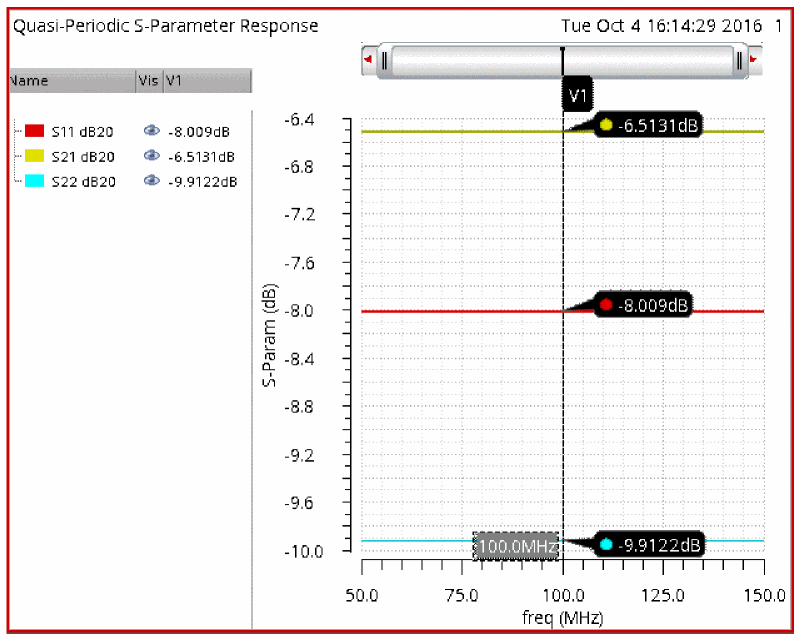 Quasi-Periodic S-Parameter Response
Tue Oct 4 16:14:29 2016 1
Name Vis V1
S11 dB20 -8.009dB
S21 dB20 -6.5131dB
S22 dB20 -9.9122dB
V1
-6.4
-6.8
-7.2
-7.6
-8.0
-8.4
-8.8
-9.2
-9.6
-10.0
S-Param (dB)
-6.5131dB
-8.009dB
100.0MHz
-9.9122dB
50.0 75.0 100.0 125.0 150.0
freq (MHz)